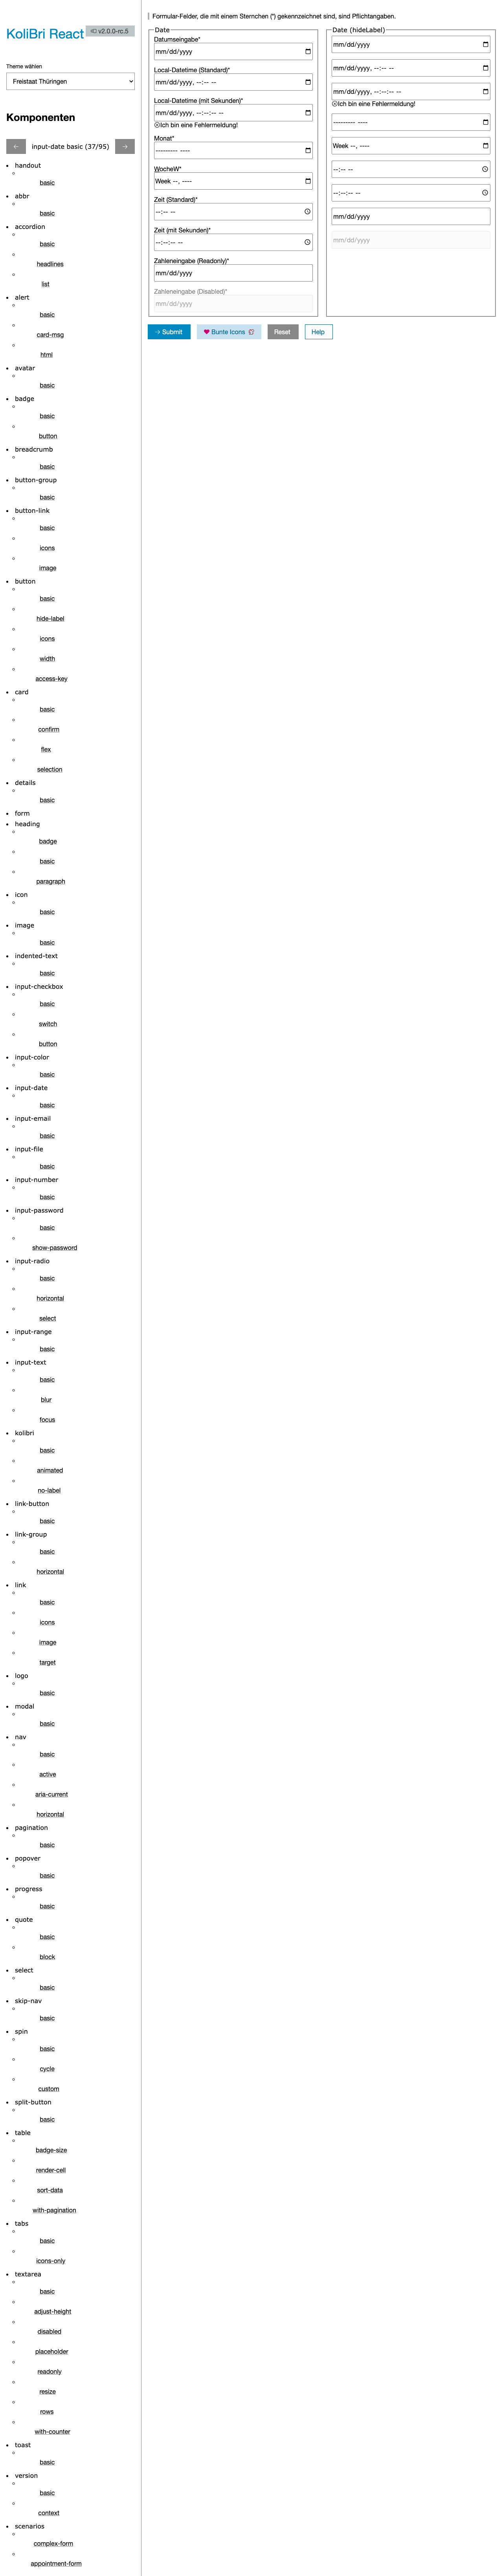 KoliBri React
v2.0.0-rc.5
Theme wählen
Freistaat Thüringen
Komponenten
← input-date basic (37/95) →
handout
basic
abbr
basic
accordion
basic
headlines
list
alert
basic
card-msg
html
avatar
basic
badge
basic
button
breadcrumb
basic
button-group
basic
button-link
basic
icons
image
button
basic
hide-label
icons
width
access-key
card
basic
confirm
flex
selection
details
basic
form
heading
badge
basic
paragraph
icon
basic
image
basic
indented-text
basic
input-checkbox
basic
switch
button
input-color
basic
input-date
basic
input-email
basic
input-file
basic
input-number
basic
input-password
basic
show-password
input-radio
basic
horizontal
select
input-range
basic
input-text
basic
blur
focus
kolibri
basic
animated
no-label
link-button
basic
link-group
basic
horizontal
link
basic
icons
image
target
logo
basic
modal
basic
nav
basic
active
aria-current
horizontal
pagination
basic
popover
basic
progress
basic
quote
basic
block
select
basic
skip-nav
basic
spin
basic
cycle
custom
split-button
basic
table
badge-size
render-cell
sort-data
with-pagination
tabs
basic
icons-only
textarea
basic
adjust-height
disabled
placeholder
readonly
resize
rows
with-counter
toast
basic
version
basic
context
scenarios
complex-form
appointment-form
Formular-Felder, die mit einem Sternchen (*) gekennzeichnet sind, sind Pflichtangaben.
Date
Datumseingabe*
mm/dd/yyyy
Local-Datetime (Standard)*
mm/dd/yyyy, --:-- --
Local-Datetime (mit Sekunden)*
mm/dd/yyyy, --:--:-- --
Ich bin eine Fehlermeldung!
Monat*
--------- ----
WocheW*
Week --, ----
Zeit (Standard)*
--:-- --
Zeit (mit Sekunden)*
--:--:-- --
Zahleneingabe (Readonly)*
mm/dd/yyyy
Zahleneingabe (Disabled)*
mm/dd/yyyy
Date (hideLabel)
mm/dd/yyyy
mm/dd/yyyy, --:-- --
mm/dd/yyyy, --:--:-- --
Ich bin eine Fehlermeldung!
--------- ----
Week --, ----
--:-- --
--:--:-- --
mm/dd/yyyy
mm/dd/yyyy
→ Submit
Bunte Icons
Reset
Help